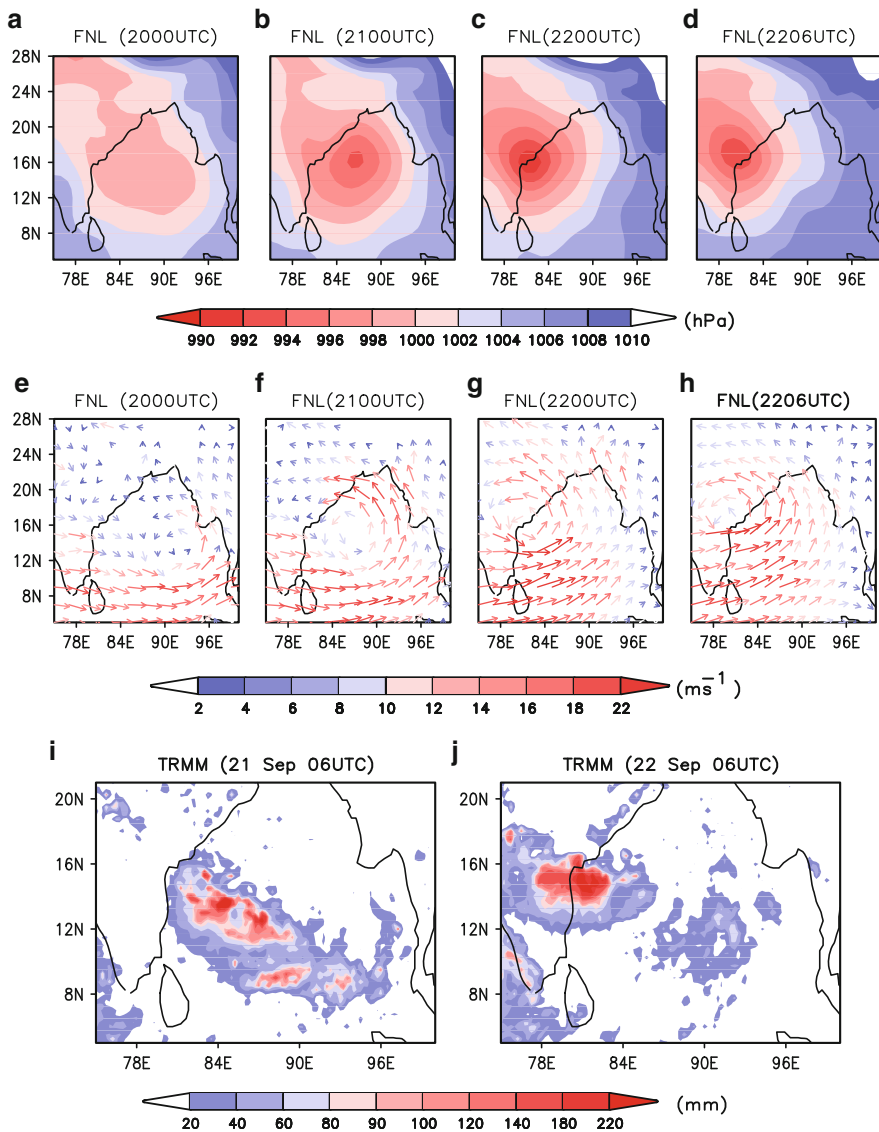 a b c d
FNL (2000UTC) FNL (2100UTC) FNL(2200UTC) FNL(2206UTC)
28N
24N
20N
16N
12N
8N
78E 84E 90E 96E 78E 84E 90E 96E 78E 84E 90E 96E 78E 84E 90E 96E
990 992 994 996 998 1000 1002 1004 1006 1008 1010 (hPa)
e f g h
FNL (2000UTC) FNL(2100UTC) FNL(2200UTC) FNL(2206UTC)
28N
24N
20N
16N
12N
8N
78E 84E 90E 96E 78E 84E 90E 96E 78E 84E 90E 96E 78E 84E 90E 96E
2 4 6 8 10 12 14 16 18 22 (ms⁻¹)
i j
TRMM (21 Sep 06UTC) TRMM (22 Sep 06UTC)
20N 20N
16N 16N
12N 12N
8N 8N
78E 84E 90E 96E 78E 84E 90E 96E
20 40 60 80 90 100 120 140 180 220 (mm)